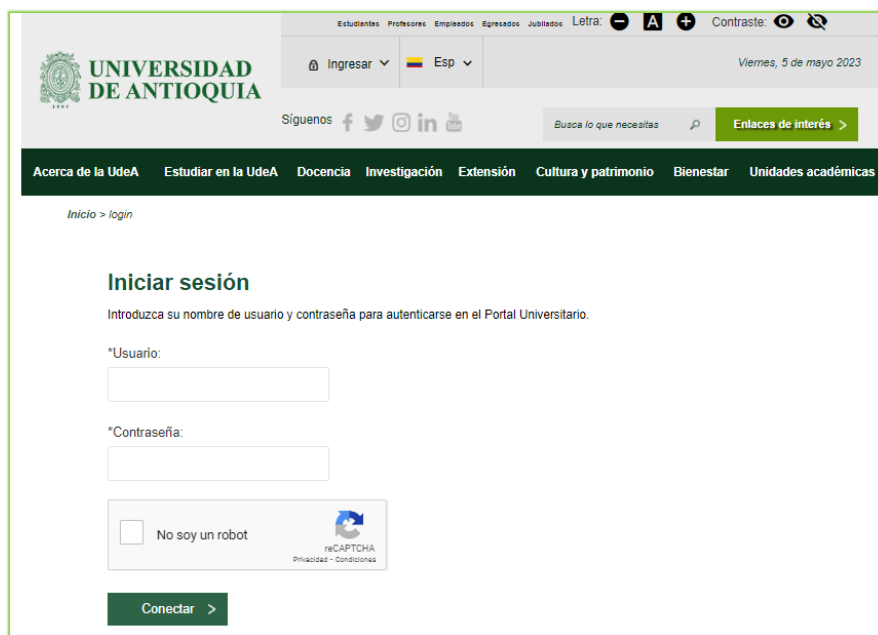 Estudiantes Profesores Empleados Egresados Jubilados Letra: A Contraste:
UNIVERSIDAD
DE ANTIOQUIA
1803
Ingresar Esp
Viernes, 5 de mayo 2023
Síguenos
Busca lo que necesitas
Enlaces de interés >
Acerca de la UdeA Estudiar en la UdeA Docencia Investigación Extensión Cultura y patrimonio Bienestar Unidades académicas
Inicio > login
Iniciar sesión
Introduzca su nombre de usuario y contraseña para autenticarse en el Portal Universitario.
*Usuario:
*Contraseña:
No soy un robot
reCAPTCHA
Privacidad - Condiciones
Conectar >